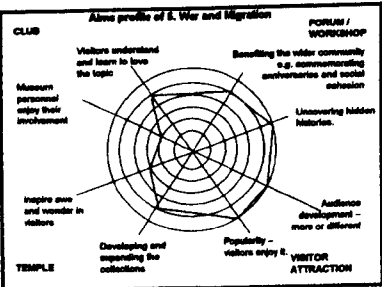 Aims profile of 5. War and Migration
CLUB
FORUM /
WORKSHOP
Visitors understand
and learn to love
the topic
Benefiting the wider community
e.g. commemorating
anniversaries and social
cohesion
Museum
personnel
enjoy their
involvement
Uncovering hidden
histories.
Inspire awe
and wonder in
visitors
Audience
development –
more or different
Developing and
expanding the
collections
Popularity –
visitors enjoy it.
TEMPLE
VISITOR
ATTRACTION